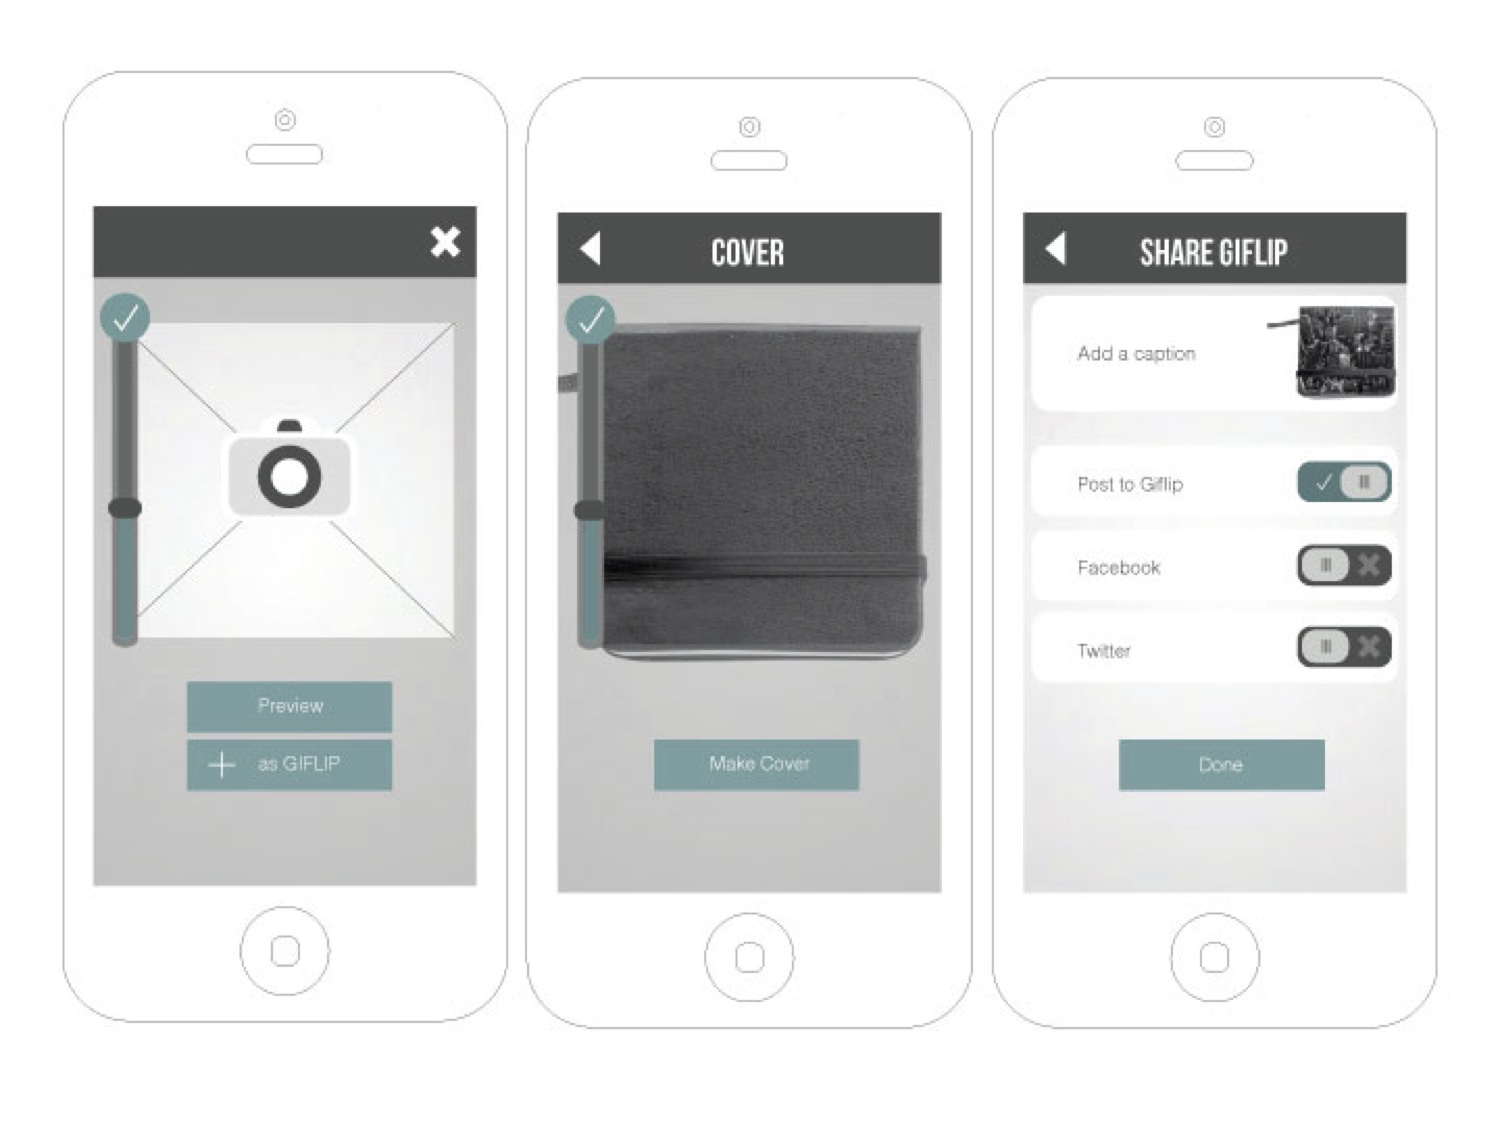 Preview
as GIFLIP
COVER
Make Cover
SHARE GIFLIP
Add a caption
Post to Giflip
Facebook
Twitter
Done